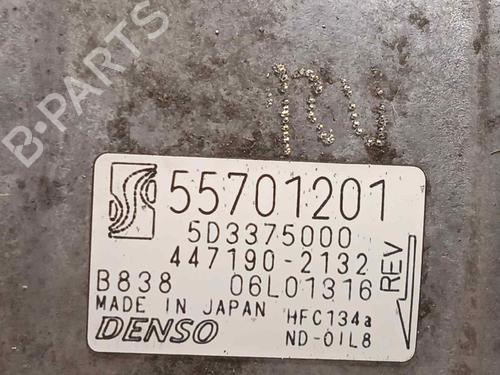 B-PARTS
55701201
5D3375000
447190-2132
B838 06L01316
REV
MADE IN JAPAN HFC134a
DENSO ND-OIL8